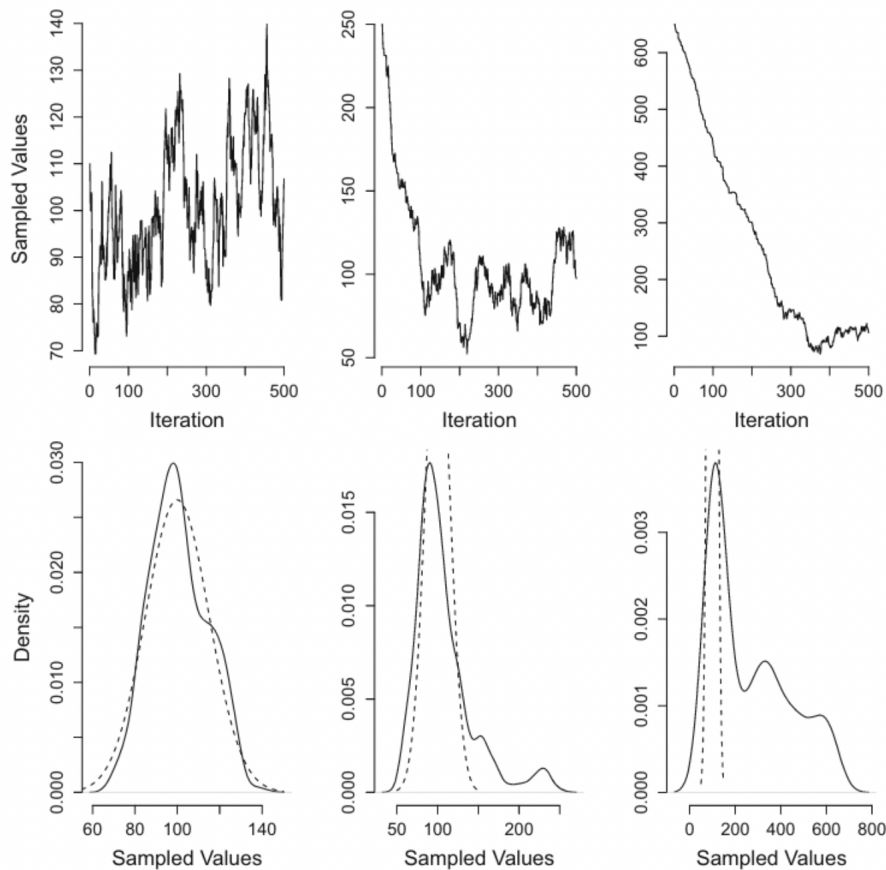 Sampled Values
70 80 90 100 110 120 130 140
0 100 300 500
Iteration
50 100 150 200 250
0 100 300 500
Iteration
100 200 300 400 500 600
0 100 300 500
Iteration
Density
0.000 0.010 0.020 0.030
60 100 140
Sampled Values
0.000 0.005 0.010 0.015
50 100 200
Sampled Values
0.000 0.001 0.002 0.003
0 200 400 600 800
Sampled Values